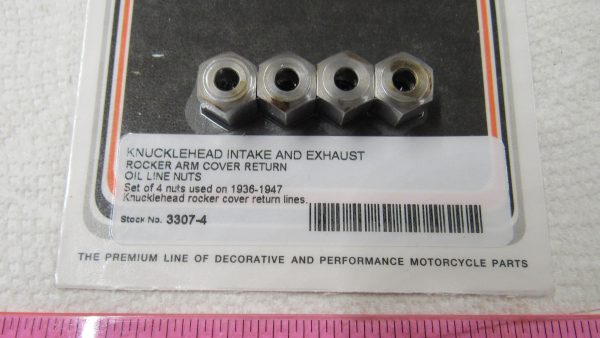 KNUCKLEHEAD INTAKE AND EXHAUST
ROCKER ARM COVER RETURN
OIL LINE NUTS
Set of 4 nuts used on 1936-1947
Knucklehead rocker cover return lines.
Stock No. 3307-4
THE PREMIUM LINE OF DECORATIVE AND PERFORMANCE MOTORCYCLE PARTS